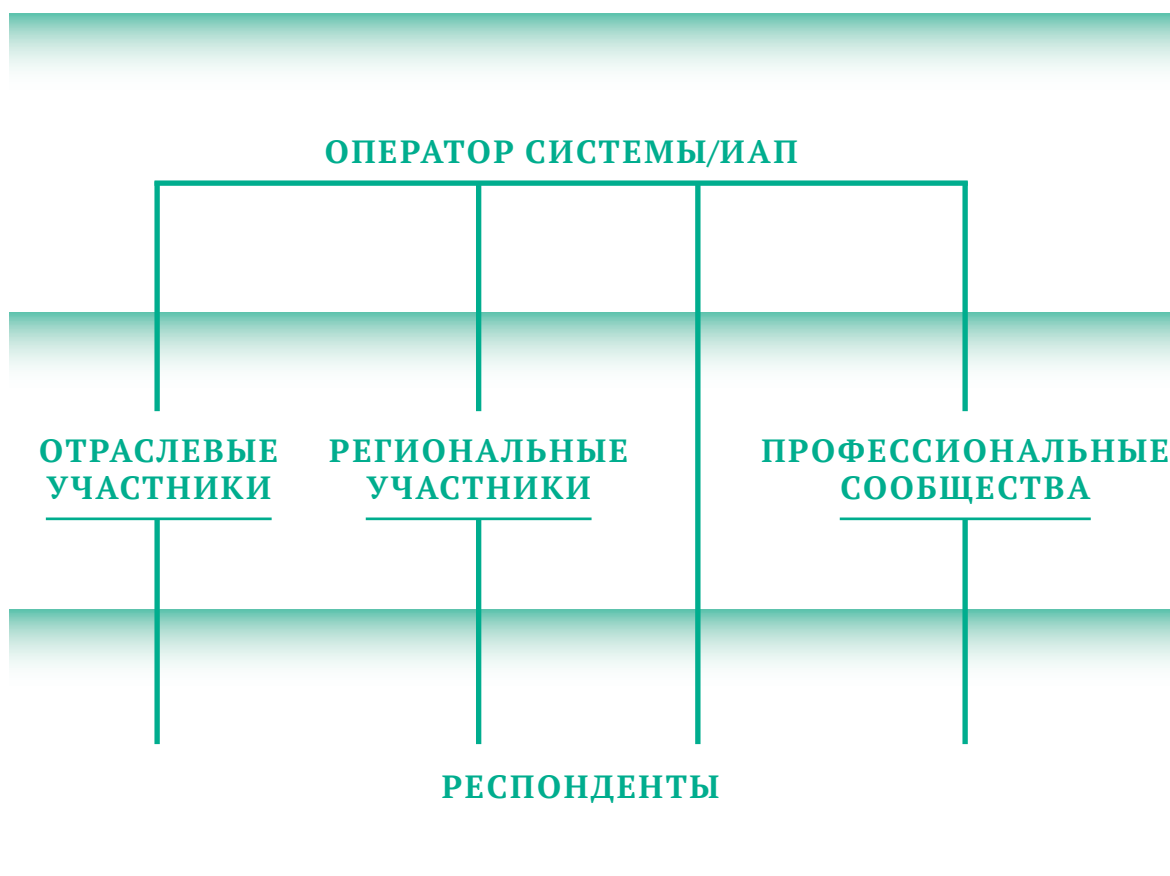 ОПЕРАТОР СИСТЕМЫ/ИАП
ОТРАСЛЕВЫЕ
УЧАСТНИКИ
РЕГИОНАЛЬНЫЕ
УЧАСТНИКИ
ПРОФЕССИОНАЛЬНЫЕ
СООБЩЕСТВА
РЕСПОНДЕНТЫ